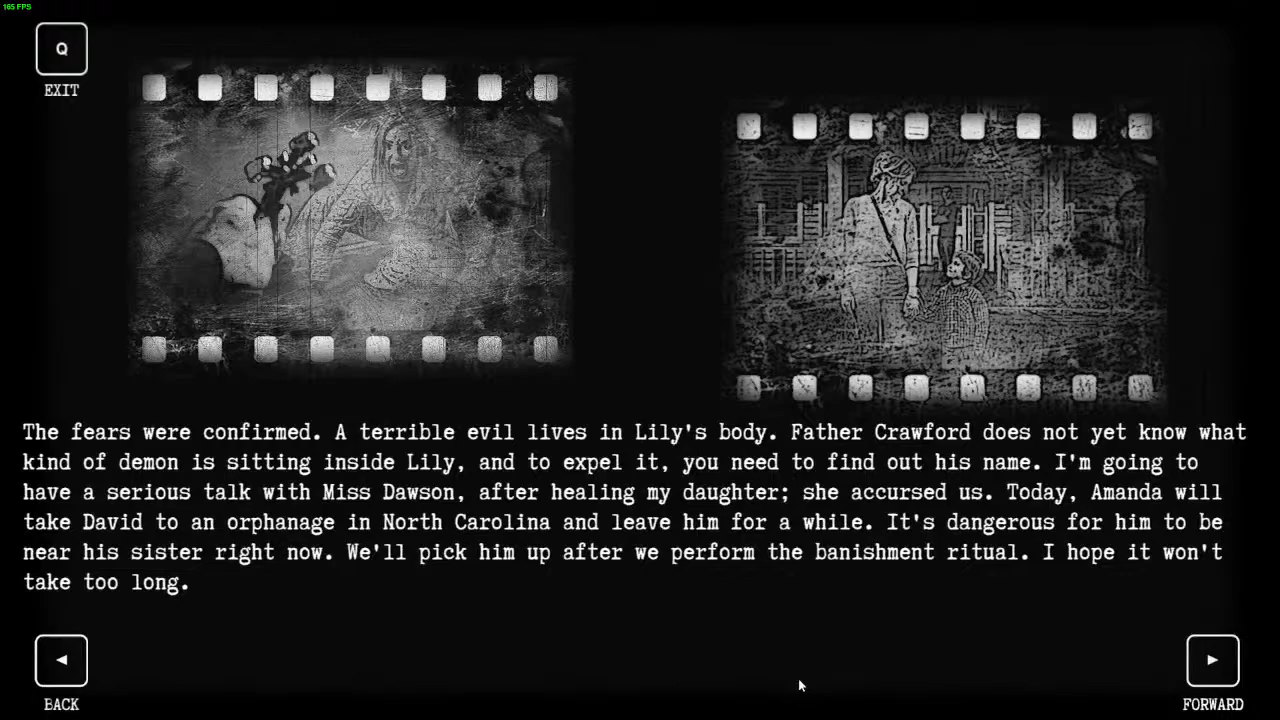 165 FPS
Q
EXIT
The fears were confirmed. A terrible evil lives in Lily's body. Father Crawford does not yet know what
kind of demon is sitting inside Lily, and to expel it, you need to find out his name. I'm going to
have a serious talk with Miss Dawson, after healing my daughter; she accursed us. Today, Amanda will
take David to an orphanage in North Carolina and leave him for a while. It's dangerous for him to be
near his sister right now. We'll pick him up after we perform the banishment ritual. I hope it won't
take too long.
BACK
FORWARD